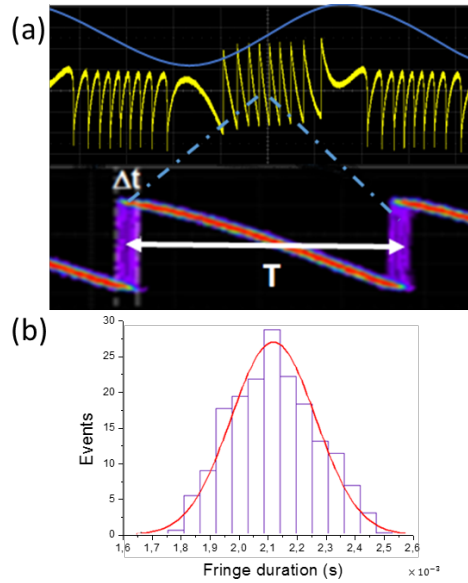 (a)
Δt
T
(b)
30
25
20
15
10
5
0
Events
1,6 1,7 1,8 1,9 2,0 2,1 2,2 2,3 2,4 2,5 2,6
Fringe duration (s) × 10⁻³